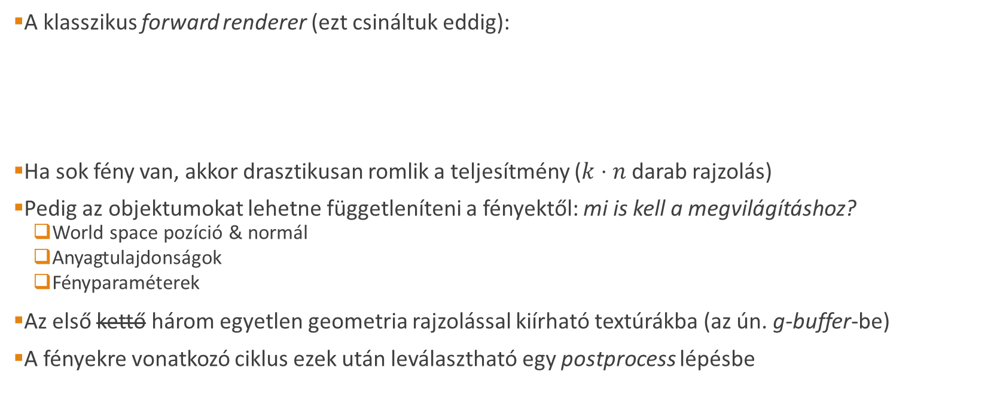 ▪A klasszikus forward renderer (ezt csináltuk eddig):
▪Ha sok fény van, akkor drasztikusan romlik a teljesítmény (𝑘 · 𝑛 darab rajzolás)
▪Pedig az objektumokat lehetne függetleníteni a fényektől: mi is kell a megvilágításhoz?
❑World space pozíció & normál
❑Anyagtulajdonságok
❑Fényparaméterek
▪Az első kettő három egyetlen geometria rajzolással kiírható textúrákba (az ún. g-buffer-be)
▪A fényekre vonatkozó ciklus ezek után leválasztható egy postprocess lépésbe